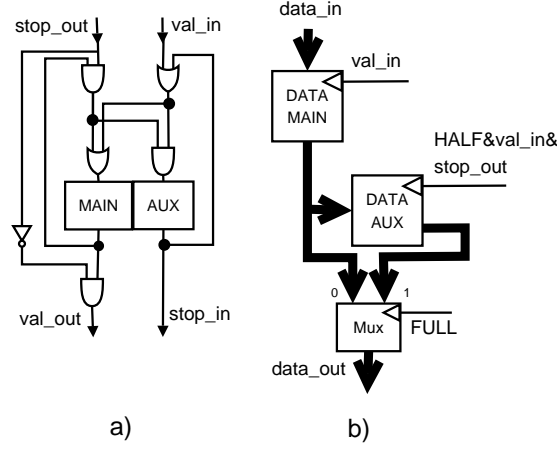 stop_out
val_in
MAIN
AUX
val_out
stop_in
a)
data_in
DATA
MAIN
val_in
HALF&val_in&
stop_out
DATA
AUX
0
1
Mux
FULL
data_out
b)